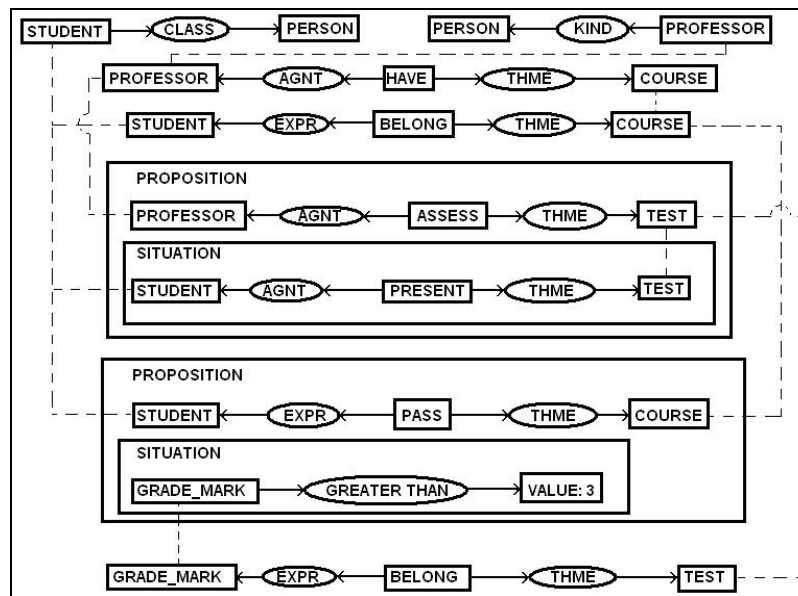 STUDENT CLASS PERSON PERSON KIND PROFESSOR
PROFESSOR AGNT HAVE THME COURSE
STUDENT EXPR BELONG THME COURSE
PROPOSITION
PROFESSOR AGNT ASSESS THME TEST
SITUATION
STUDENT AGNT PRESENT THME TEST
PROPOSITION
STUDENT EXPR PASS THME COURSE
SITUATION
GRADE_MARK GREATER THAN VALUE: 3
GRADE_MARK EXPR BELONG THME TEST